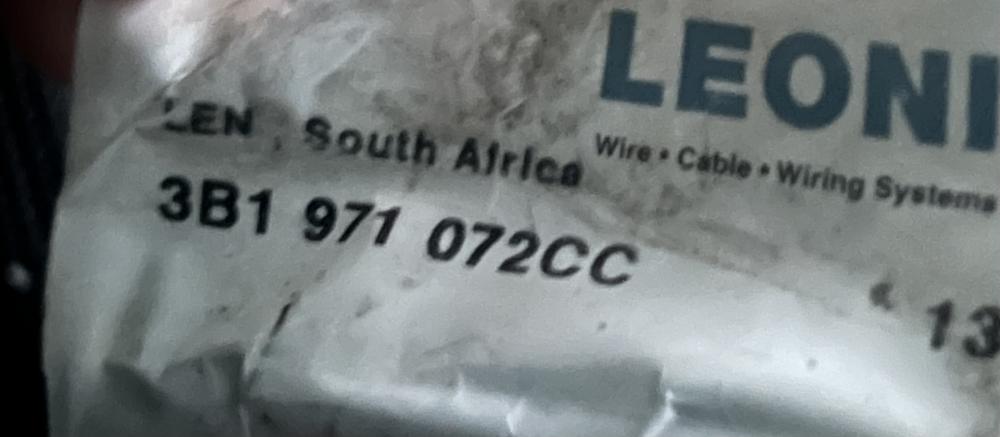 LEONI
Wire • Cable • Wiring Systems
LEN , South Africa
3B1 971 072CC
13